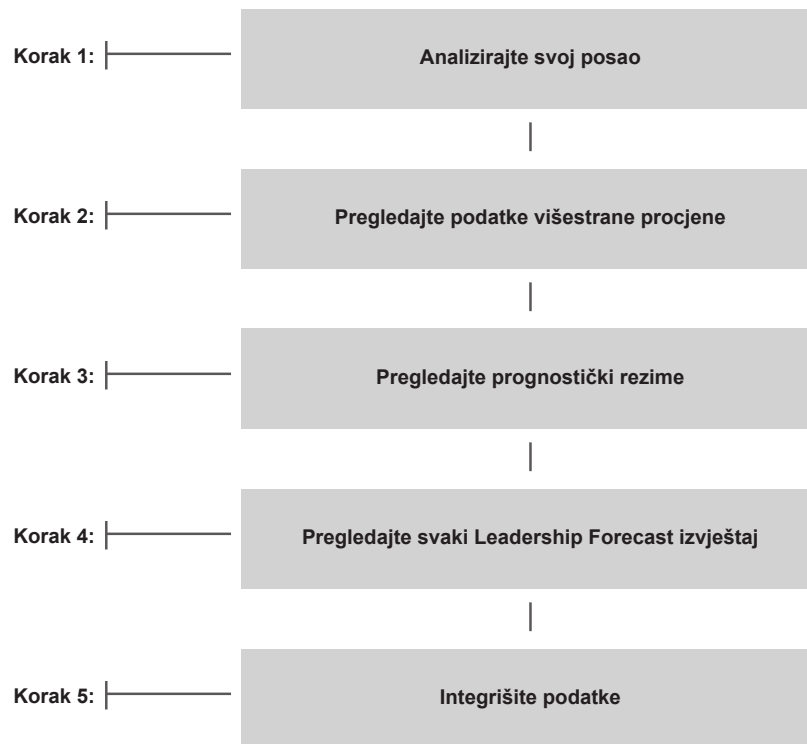 Korak 1: Analizirajte svoj posao
Korak 2: Pregledajte podatke višestrane procjene
Korak 3: Pregledajte prognostički rezime
Korak 4: Pregledajte svaki Leadership Forecast izvještaj
Korak 5: Integrišite podatke